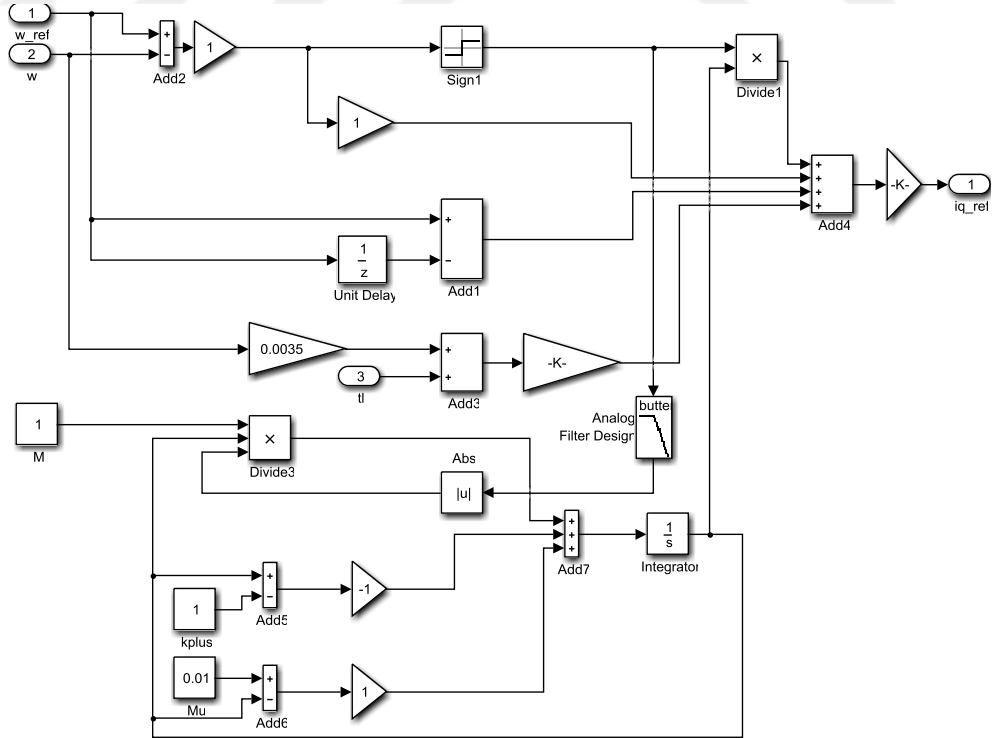 1
w_ref
2
w
+
−
Add2
1
Sign1
×
Divide1
1
+
+
+
+
Add4
-K-
1
iq_ref
+
−
Add1
1
z
Unit Delay
0.0035
3
tl
+
+
Add3
-K-
butte
Analog
Filter Design
1
M
×
Divide3
Abs
|u|
+
+
+
Add7
1
s
Integrator
+
−
Add5
-1
1
kplus
0.01
Mu
+
−
Add6
1